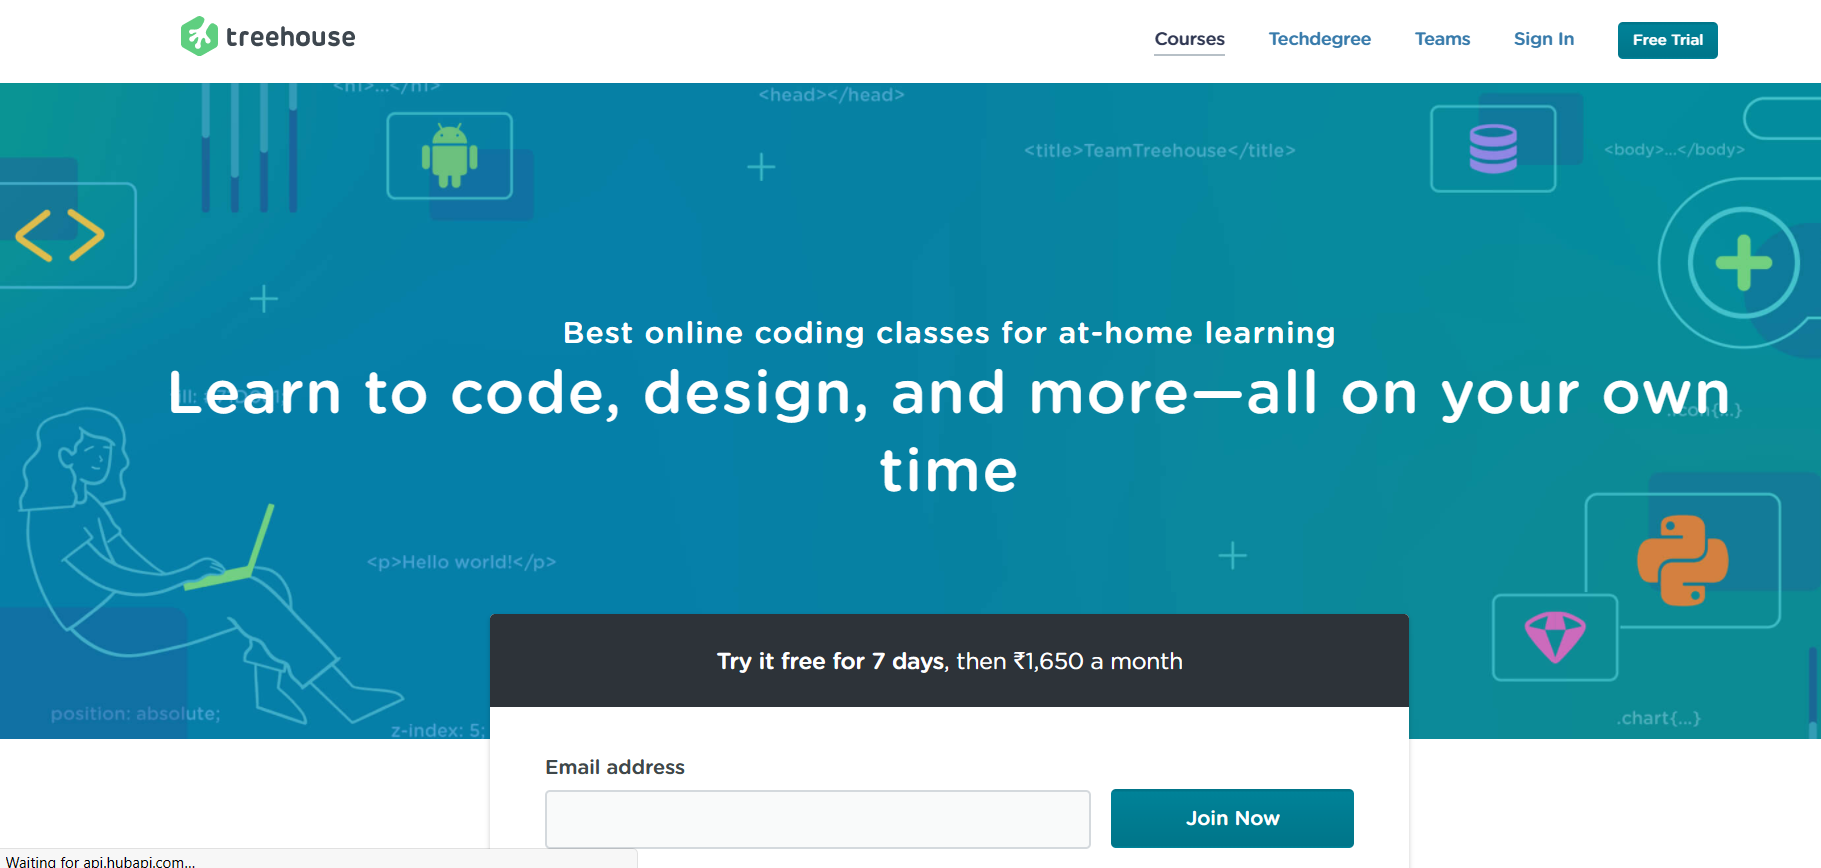 treehouse
Courses
Techdegree
Teams
Sign In
Free Trial
<h1>...</h1>
<head></head>
<title>TeamTreehouse</title>
<body>...</body>
Best online coding classes for at-home learning
Learn to code, design, and more—all on your own
time
.icon{...}
<p>Hello world!</p>
Try it free for 7 days, then ₹1,650 a month
position: absolute;
z-index: 5;
.chart{...}
Email address
Join Now
Waiting for api.hubapi.com...